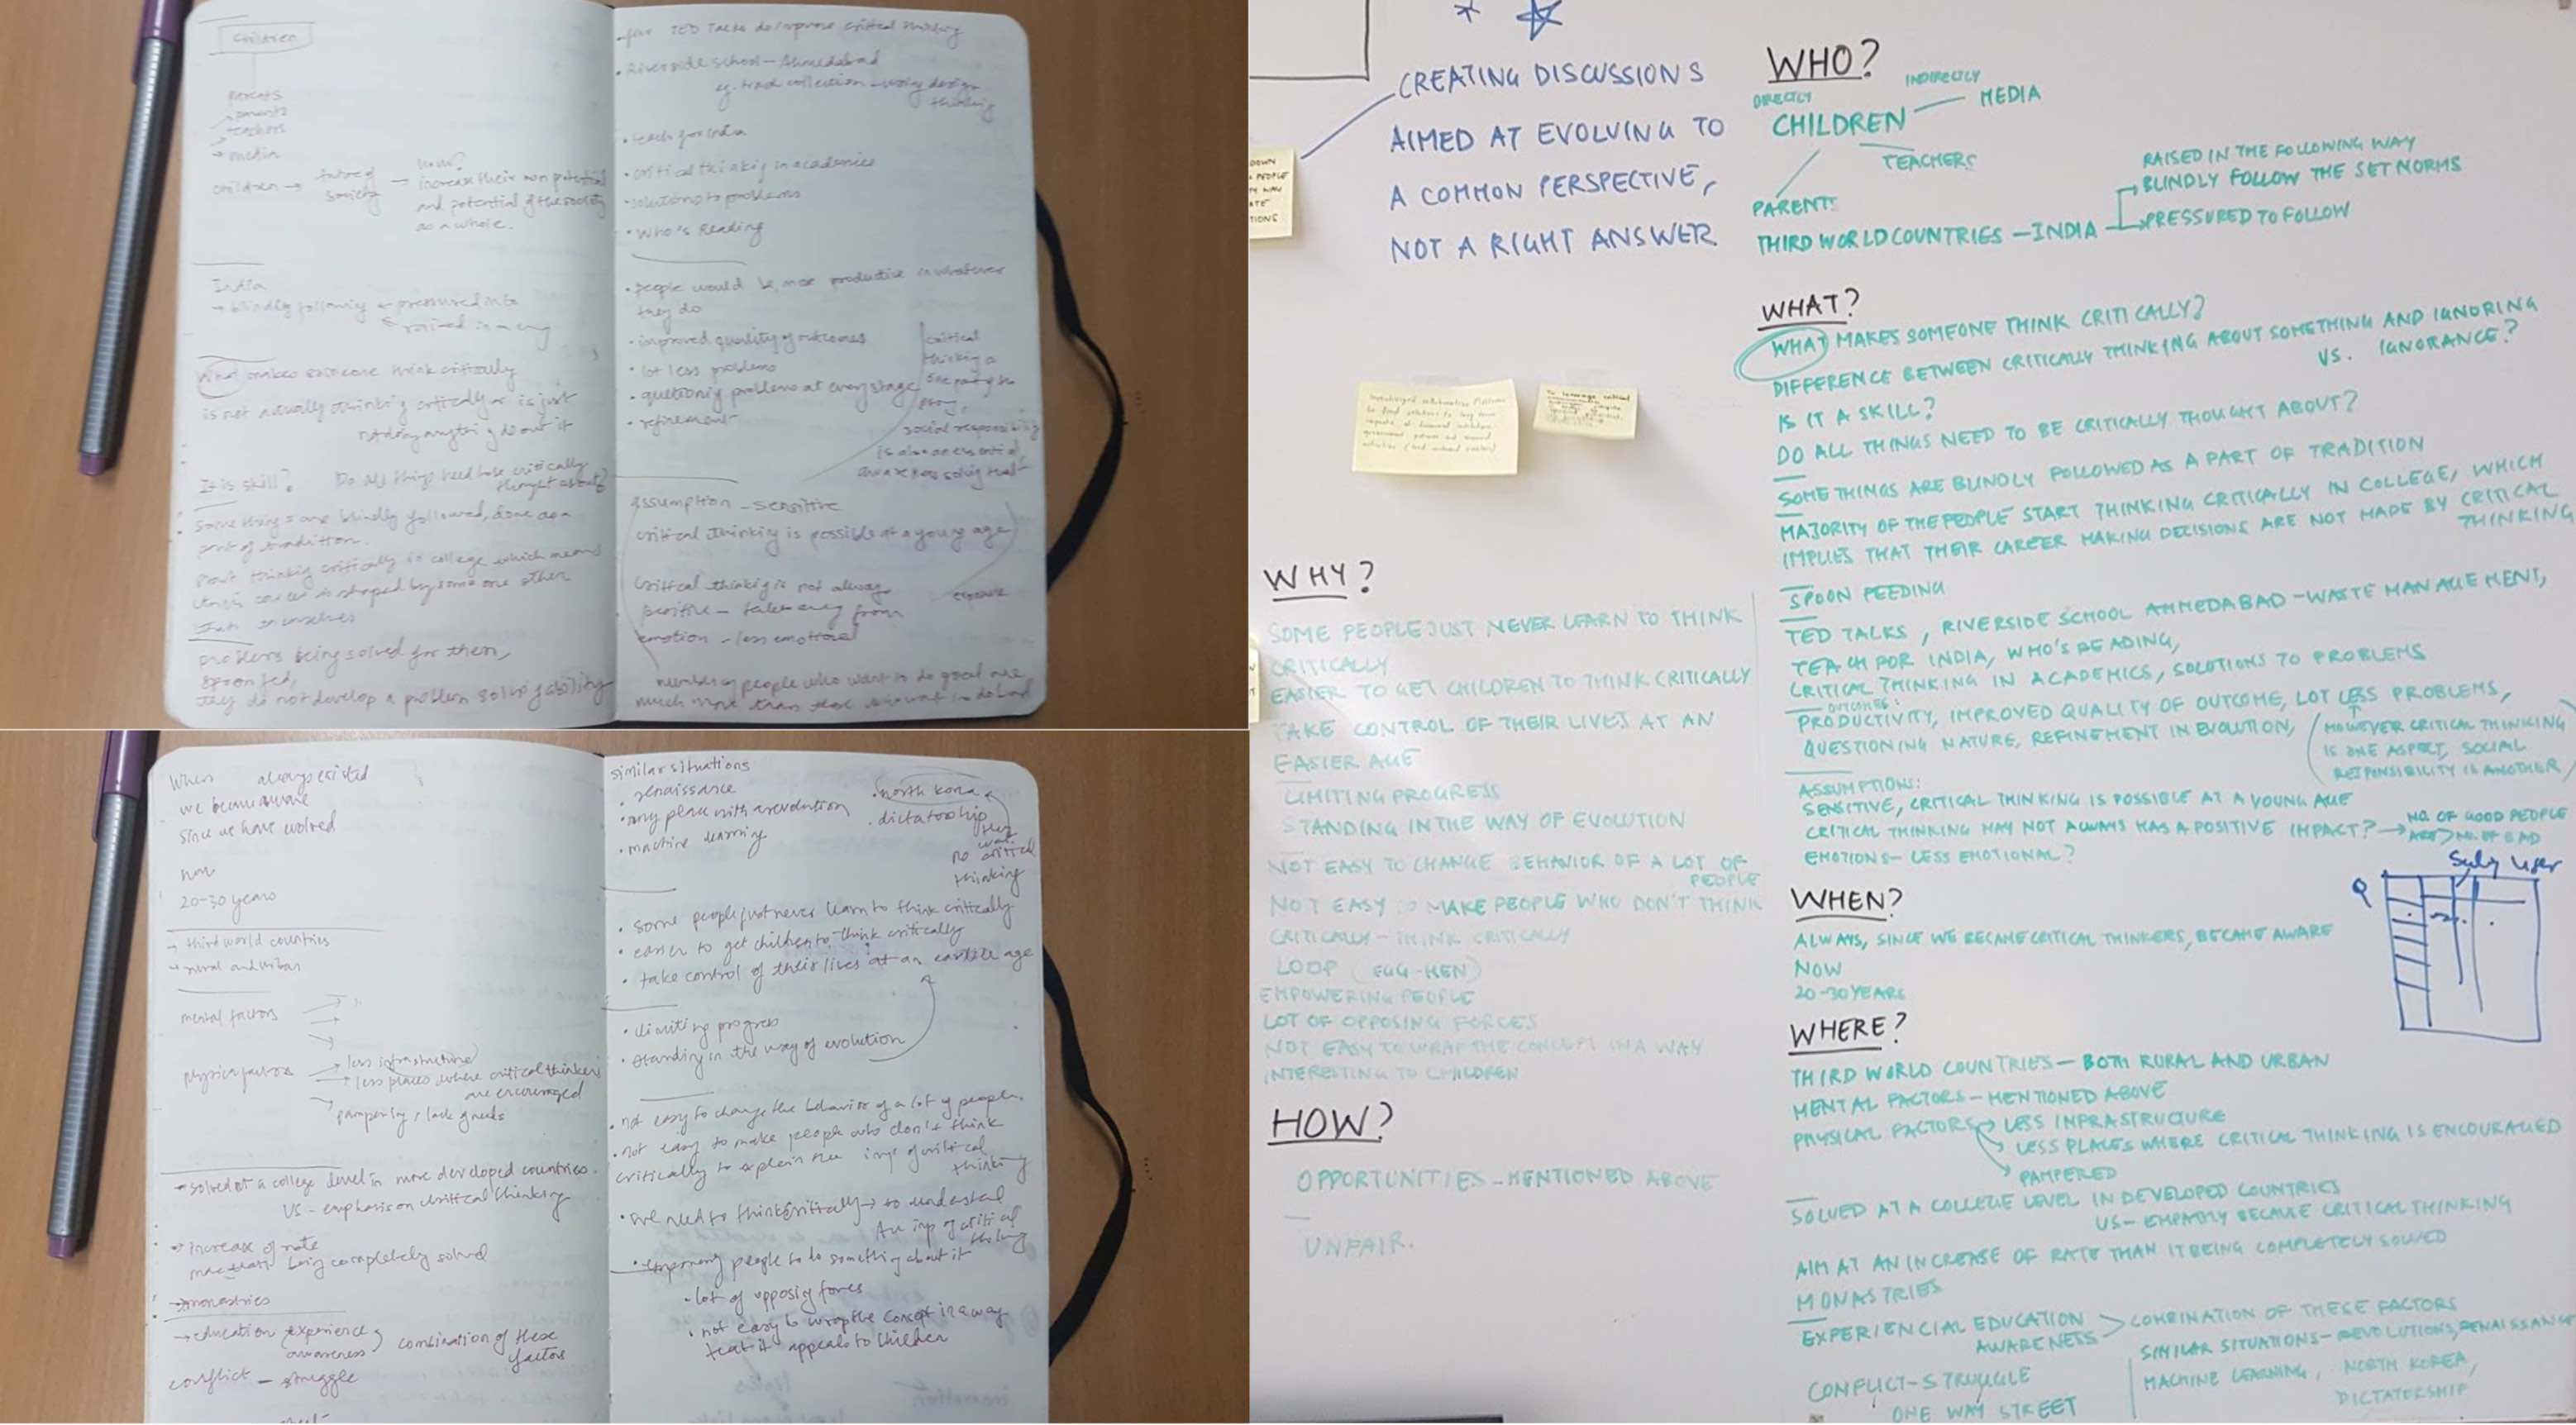 Children
parents
teachers
→ media
children → future of society → how?
increase their own potential
and potential of the society
as a whole.
India
→ blindly following ← pressured into
raised in a way
What makes someone think critically
is not actually thinking critically or is just
not doing anything about it
It is skill? Do all things need to be critically
thought about?
some things are blindly followed, done as a
part of tradition.
Don't thinking critically in college which means
shaped by some one other
than themselves
problems being solved for them,
spoonfed,
they do not develop a problem solving ability
TED Talks do improve critical thinking
• Riverside school – Ahmedabad
eg. trash collection – using design
thinking
• teach for india
• critical thinking in academics
• solutions to problems
• Who's Reading
• people would be more productive in whatever
they do
• improved quality of outcomes
• lot less problems
• questioning problems at every stage
• refinement
critical
thinking is
social responsibility
is also an essential
assumption – sensitive
critical thinking is possible at a young age
critical thinking is not always
positive – take away from
emotion – less emotional
number of people who want to do good are
much more than those who want to do bad
When always existed
we became aware
since we have evolved
now
20-30 years
→ third world countries
→ rural and urban
mental factors
physical factors → less infrastructure
→ less places where critical thinkers
are encouraged
→ pampering / lack of needs
→ solved at a college level in more developed countries.
US – emphasis on critical thinking
→ increase of rate
more than being completely solved
→ monastries
→ education experience awareness combination of these
factors
conflict – struggle
similar situations
• renaissance
• any place with a revolution
• machine learning
• north korea
• dictatorship
no critical
thinking
• some people just never learn to think critically
• easier to get children to think critically
• take control of their lives at an earlier age
• limiting progress
• standing in the way of evolution
• not easy to change the behavior of a lot of people.
• not easy to make people who don't think
critically to explain the imp of critical
thinking
• we need to think critically → to understand
the imp of critical
thinking
• empowering people to do something about it
• lot of opposing forces
• not easy to wrap the concept in a way
that it appeals to children
CREATING DISCUSSIONS
AIMED AT EVOLVING TO
A COMMON PERSPECTIVE,
NOT A RIGHT ANSWER
WHY?
SOME PEOPLE JUST NEVER LEARN TO THINK
CRITICALLY
EASIER TO GET CHILDREN TO THINK CRITICALLY
TAKE CONTROL OF THEIR LIVES AT AN
EASIER AGE
LIMITING PROGRESS
STANDING IN THE WAY OF EVOLUTION
NOT EASY TO CHANGE BEHAVIOR OF A LOT OF
PEOPLE
NOT EASY TO MAKE PEOPLE WHO DON'T THINK
CRITICALLY – THINK CRITICALLY
LOOP (EGG-HEN)
EMPOWERING PEOPLE
LOT OF OPPOSING FORCES
NOT EASY TO WRAP THE CONCEPT IN A WAY
INTERESTING TO CHILDREN
HOW?
OPPORTUNITIES – MENTIONED ABOVE
UNFAIR.
WHO?
DIRECTLY INDIRECTLY
CHILDREN – MEDIA
TEACHERS
PARENTS
THIRD WORLD COUNTRIES – INDIA
RAISED IN THE FOLLOWING WAY
BLINDLY FOLLOW THE SET NORMS
PRESSURED TO FOLLOW
WHAT?
WHAT MAKES SOMEONE THINK CRITICALLY?
DIFFERENCE BETWEEN CRITICALLY THINKING ABOUT SOMETHING AND IGNORING
VS. IGNORANCE?
IS IT A SKILL?
DO ALL THINGS NEED TO BE CRITICALLY THOUGHT ABOUT?
SOME THINGS ARE BLINDLY FOLLOWED AS A PART OF TRADITION
MAJORITY OF THE PEOPLE START THINKING CRITICALLY IN COLLEGE, WHICH
IMPLIES THAT THEIR CAREER MAKING DECISIONS ARE NOT MADE BY CRITICAL
THINKING
SPOON FEEDING
TED TALKS, RIVERSIDE SCHOOL AHMEDABAD – WASTE MANAGEMENT,
TEACH FOR INDIA, WHO'S READING,
CRITICAL THINKING IN ACADEMICS, SOLUTIONS TO PROBLEMS
OUTCOMES:
PRODUCTIVITY, IMPROVED QUALITY OF OUTCOME, LOT LESS PROBLEMS,
QUESTIONING NATURE, REFINEMENT IN EVOLUTION,
(HOWEVER CRITICAL THINKING
IS ONE ASPECT, SOCIAL
RESPONSIBILITY IS ANOTHER)
ASSUMPTIONS:
SENSITIVE, CRITICAL THINKING IS POSSIBLE AT A YOUNG AGE
CRITICAL THINKING MAY NOT ALWAYS HAS A POSITIVE IMPACT? → NO. OF GOOD PEOPLE
ARE > NO. OF BAD
EMOTIONS – LESS EMOTIONAL?
WHEN?
ALWAYS, SINCE WE BECAME CRITICAL THINKERS, BECAME AWARE
NOW
20-30 YEARS
User
WHERE?
THIRD WORLD COUNTRIES – BOTH RURAL AND URBAN
MENTAL FACTORS – MENTIONED ABOVE
PHYSICAL FACTORS → LESS INFRASTRUCTURE
LESS PLACES WHERE CRITICAL THINKING IS ENCOURAGED
PAMPERED
SOLVED AT A COLLEGE LEVEL IN DEVELOPED COUNTRIES
US – EMPATHY BECAME CRITICAL THINKING
AIM AT AN INCREASE OF RATE THAN IT BEING COMPLETELY SOLVED
MONASTRIES
EXPERIENCIAL EDUCATION
AWARENESS > COMBINATION OF THESE FACTORS
SIMILAR SITUATIONS – REVOLUTIONS, RENAISSANCE
MACHINE LEARNING, NORTH KOREA,
DICTATORSHIP
CONFLICT – STRUGGLE
ONE WAY STREET